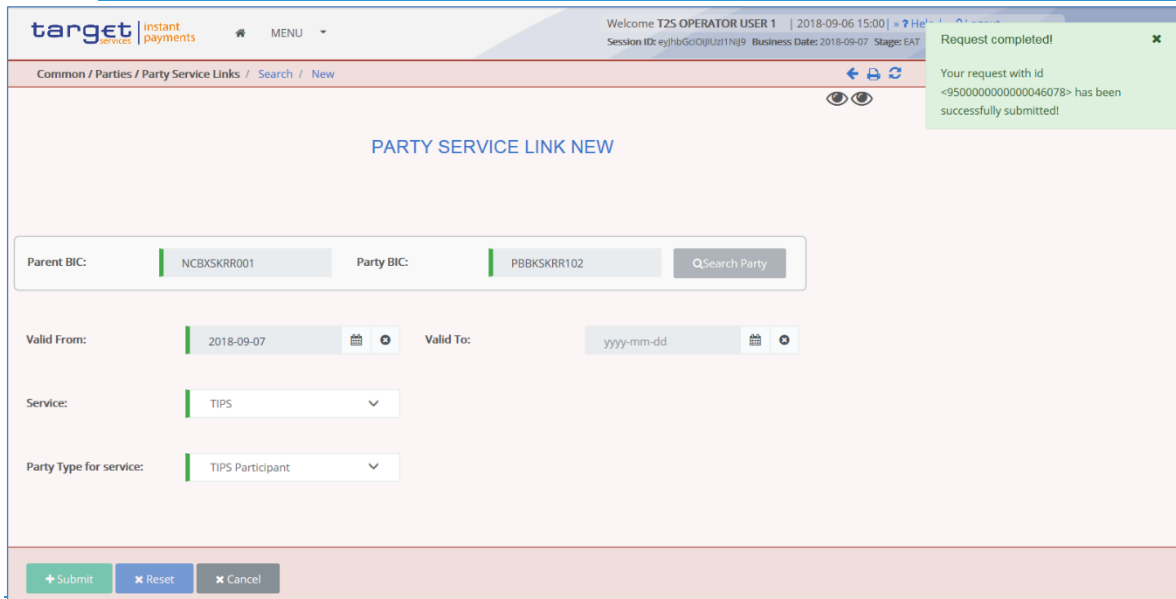 target services | instant payments
MENU
Welcome T2S OPERATOR USER 1 | 2018-09-06 15:00 | » ? Help |
Session ID: eyJhbGciOiJIUzI1NiJ9 Business Date: 2018-09-07 Stage: EAT
Request completed!
Your request with id
<9500000000000046078> has been
successfully submitted!
Common / Parties / Party Service Links / Search / New
PARTY SERVICE LINK NEW
Parent BIC: NCBXSKRR001 Party BIC: PBBKSKRR102 Search Party
Valid From: 2018-09-07 Valid To: yyyy-mm-dd
Service: TIPS
Party Type for service: TIPS Participant
Submit Reset Cancel